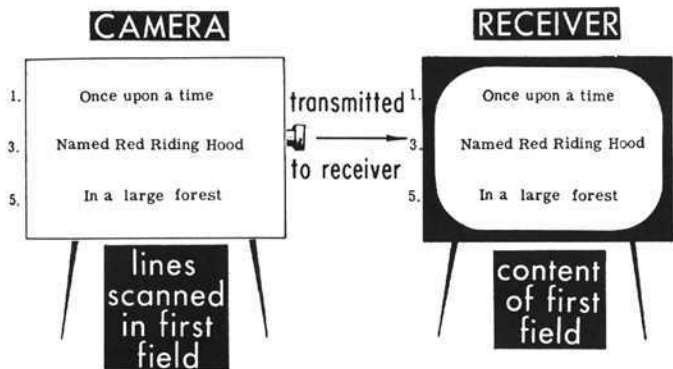 CAMERA
1. Once upon a time
3. Named Red Riding Hood
5. In a large forest
lines
scanned
in first
field
transmitted
to receiver
RECEIVER
1. Once upon a time
3. Named Red Riding Hood
5. In a large forest
content
of first
field